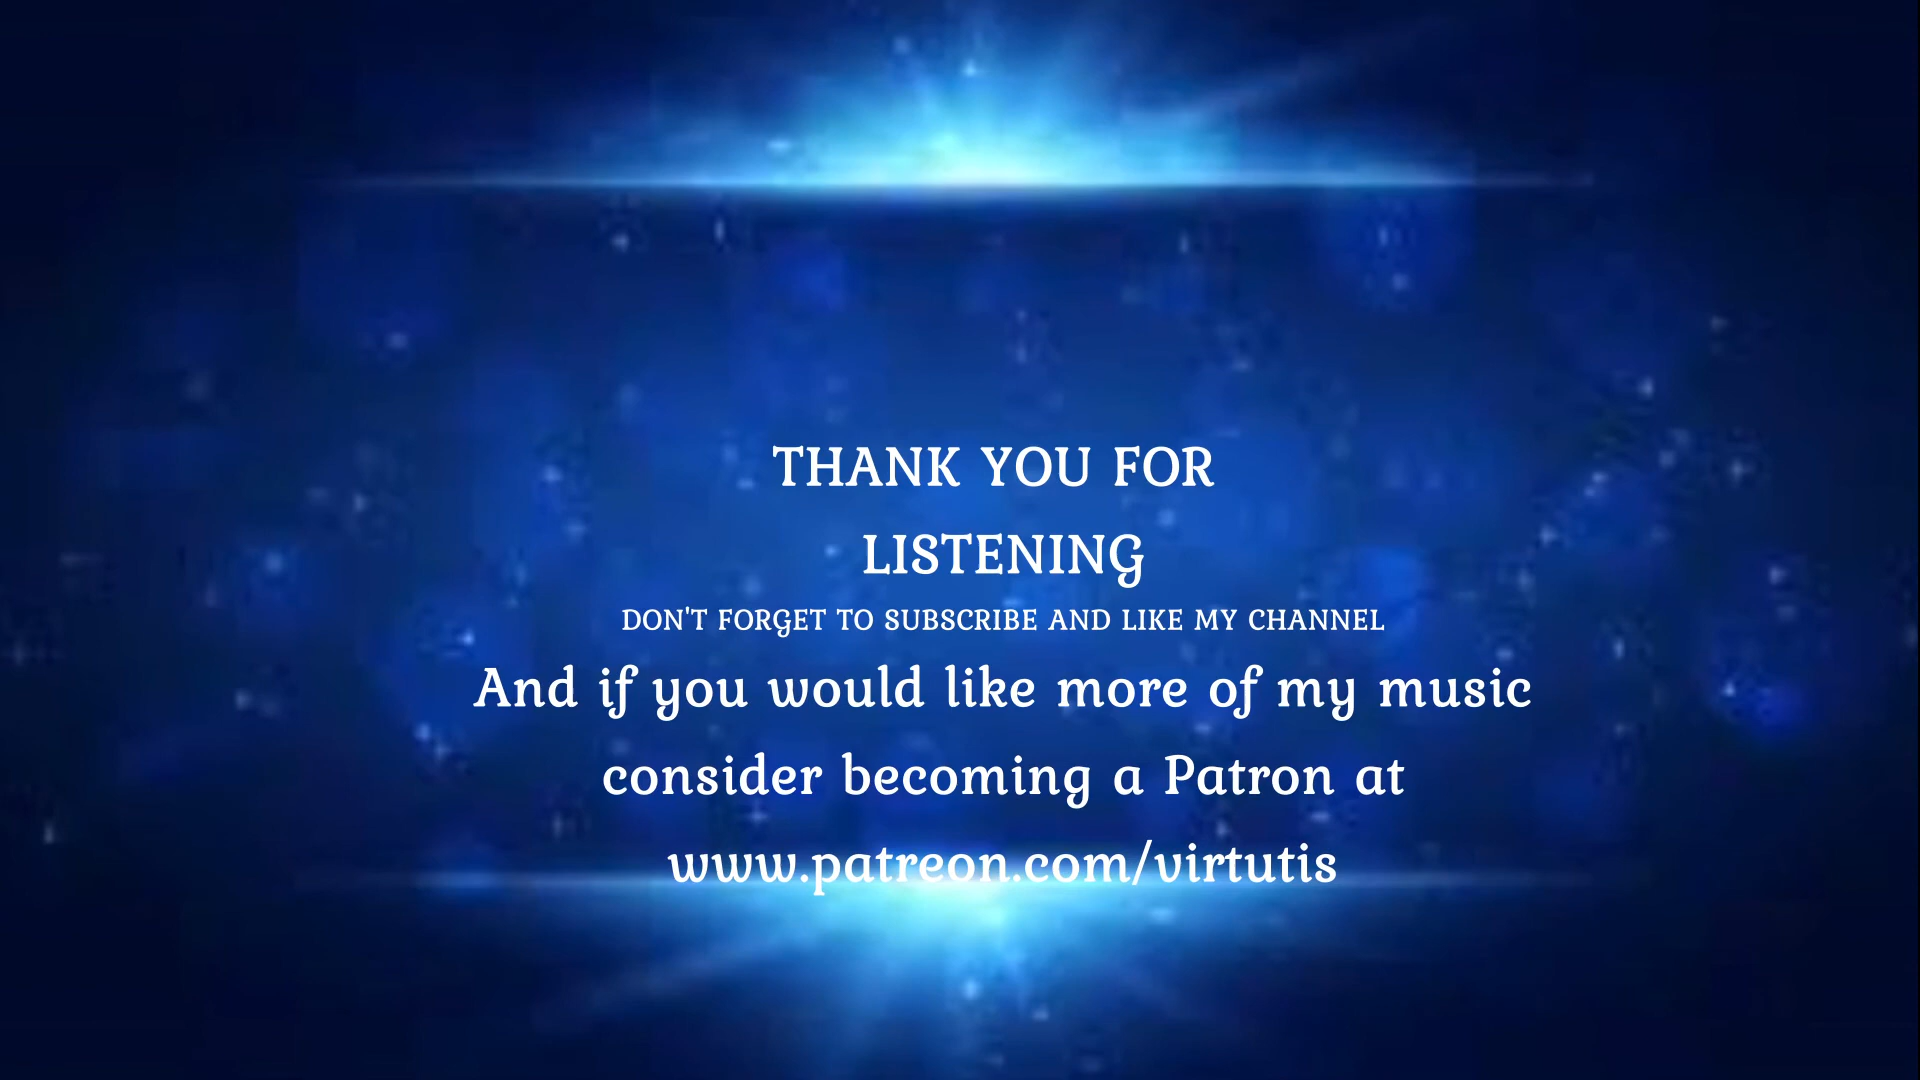 THANK YOU FOR
LISTENING
DON'T FORGET TO SUBSCRIBE AND LIKE MY CHANNEL
And if you would like more of my music
consider becoming a Patron at
www.patreon.com/virtutis